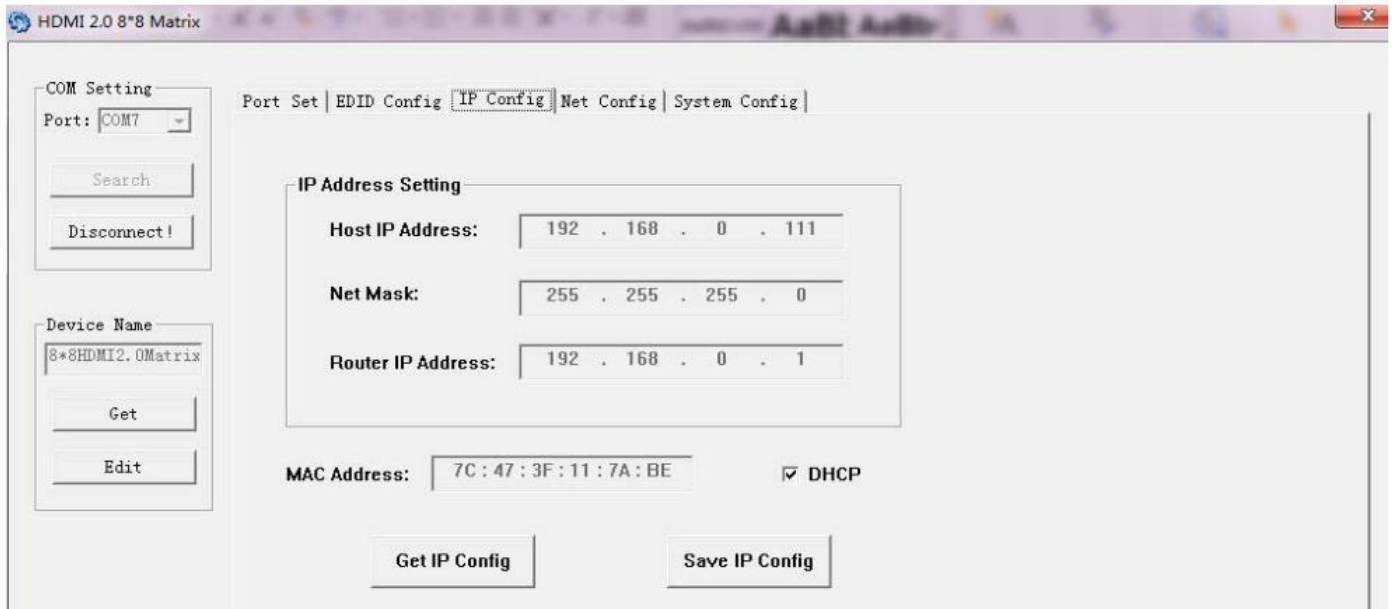 HDMI 2.0 8*8 Matrix
AaBb AaBb
COM Setting
Port: COM7
Search
Disconnect!
Device Name
8*8HDMI2.0Matrix
Get
Edit
Port Set EDID Config IP Config Net Config System Config
IP Address Setting
Host IP Address: 192 . 168 . 0 . 111
Net Mask: 255 . 255 . 255 . 0
Router IP Address: 192 . 168 . 0 . 1
MAC Address: 7C : 47 : 3F : 11 : 7A : BE
DHCP
Get IP Config Save IP Config